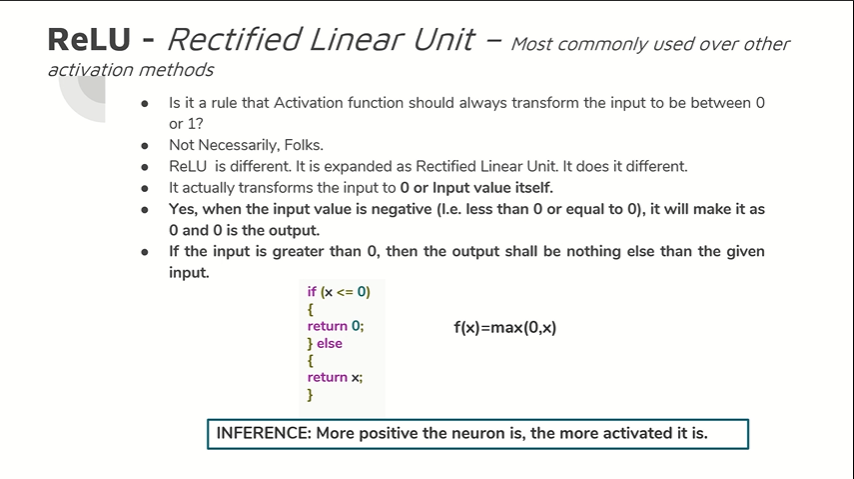 ReLU - Rectified Linear Unit – Most commonly used over other
activation methods
● Is it a rule that Activation function should always transform the input to be between 0
or 1?
● Not Necessarily, Folks.
● ReLU is different. It is expanded as Rectified Linear Unit. It does it different.
● It actually transforms the input to 0 or Input value itself.
● Yes, when the input value is negative (I.e. less than 0 or equal to 0), it will make it as
0 and 0 is the output.
● If the input is greater than 0, then the output shall be nothing else than the given
input.
if (x <= 0)
{
return 0;
} else
{
return x;
}
f(x)=max(0,x)
INFERENCE: More positive the neuron is, the more activated it is.